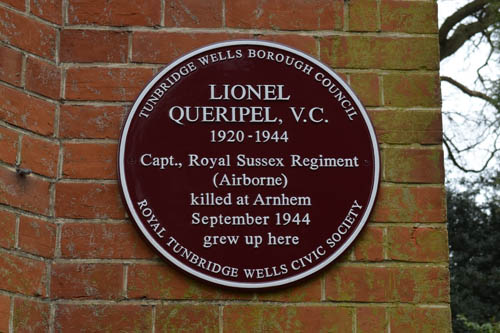 TUNBRIDGE WELLS BOROUGH COUNCIL
LIONEL
QUERIPEL, V.C.
1920-1944
Capt., Royal Sussex Regiment
(Airborne)
killed at Arnhem
September 1944
grew up here
ROYAL TUNBRIDGE WELLS CIVIC SOCIETY